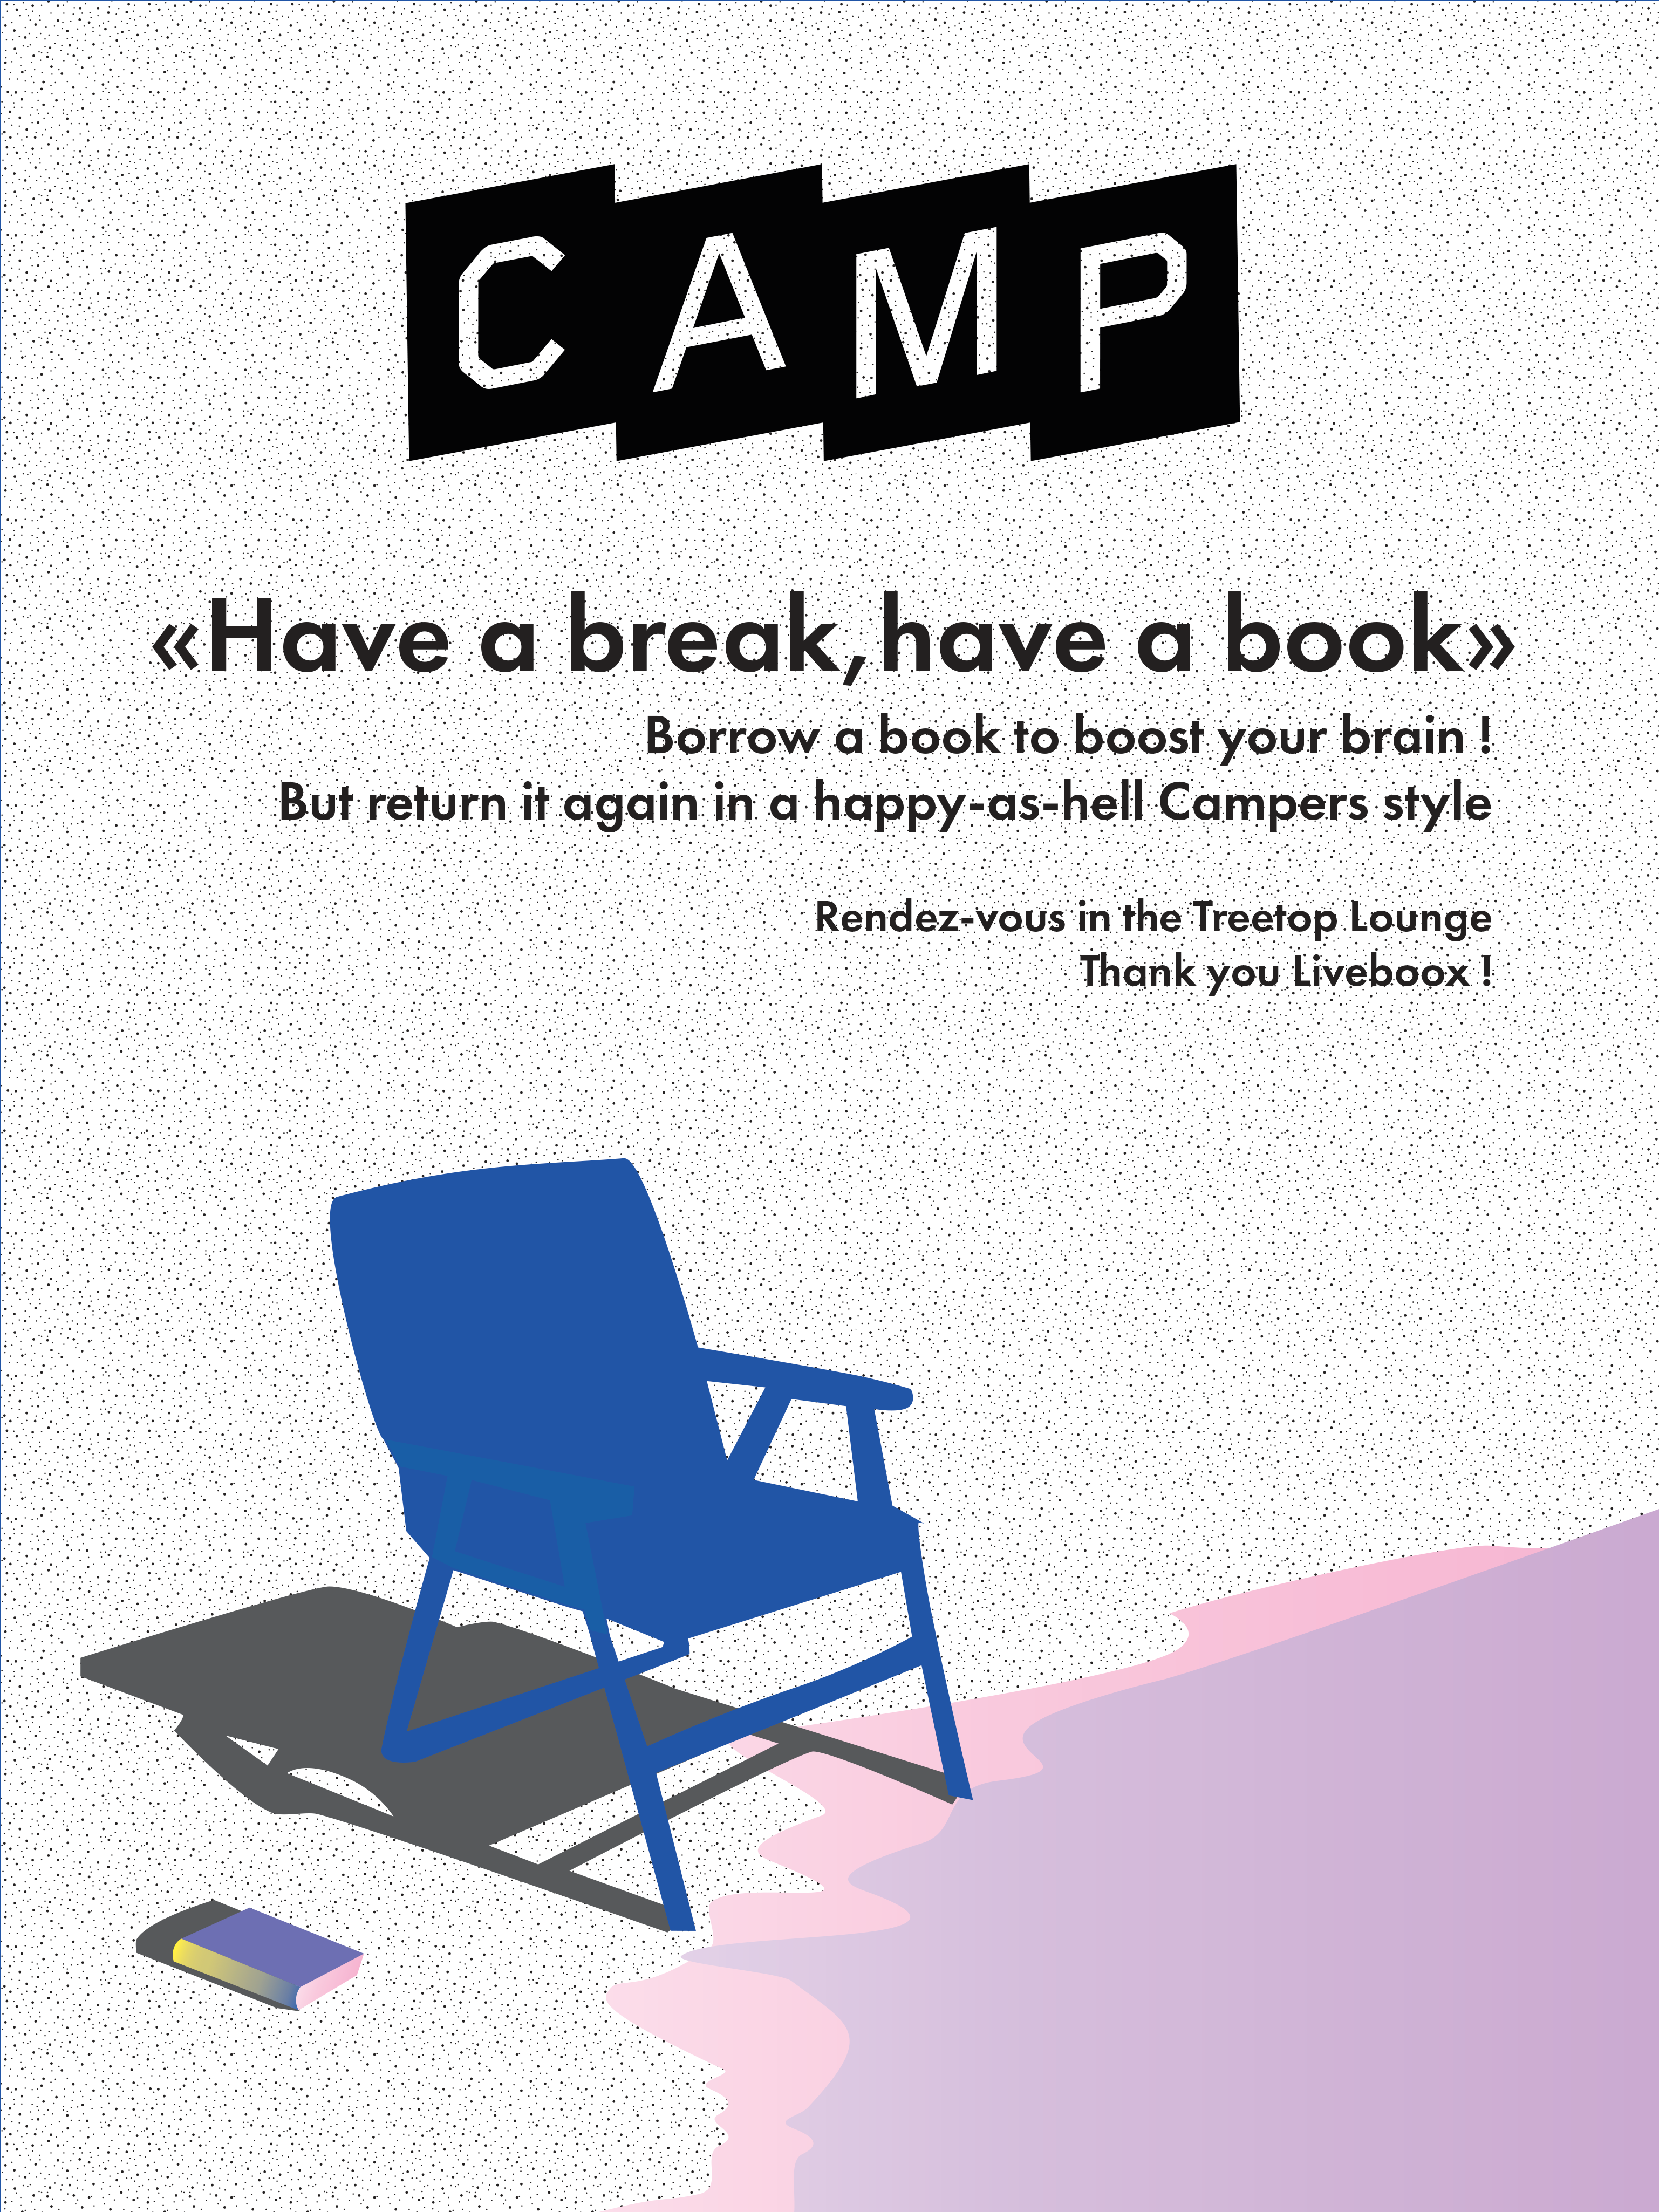 CAMP
«Have a break,have a book»
Borrow a book to boost your brain !
But return it again in a happy-as-hell Campers style
Rendez-vous in the Treetop Lounge
Thank you Liveboox !